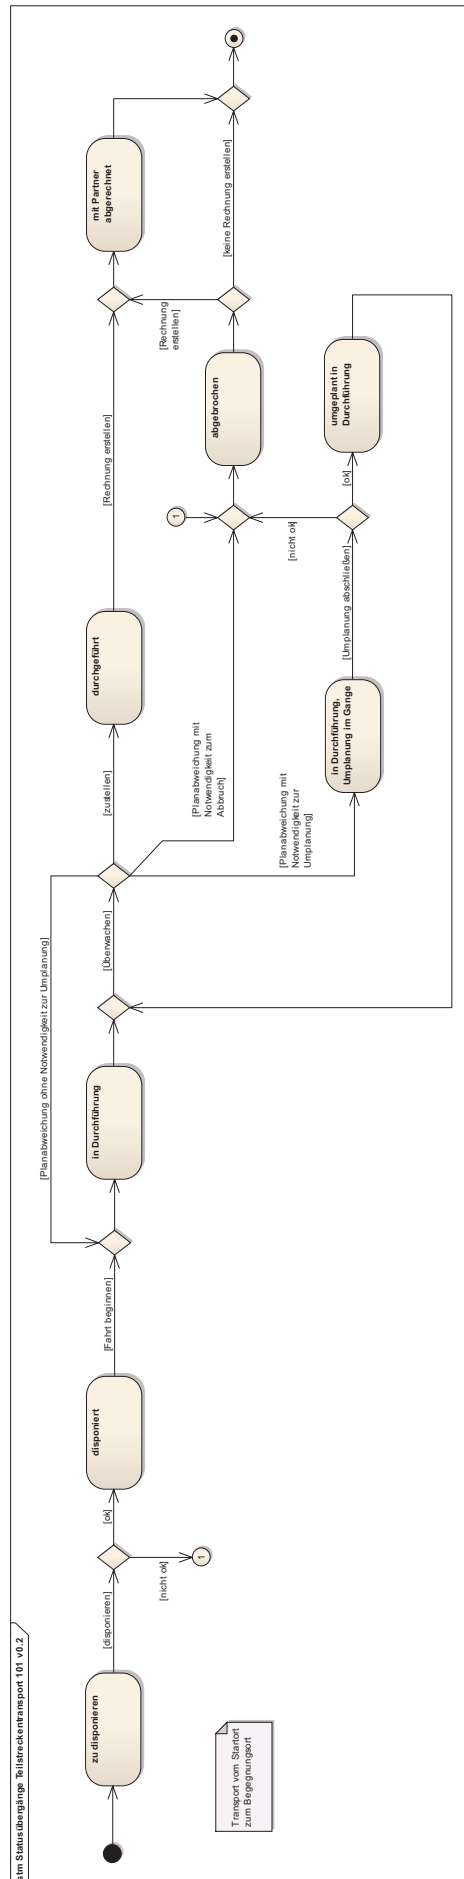 stm Statusübergänge Teilstreckentransport 101 v0.2
zu disponieren
[disponieren]
[ok]
[nicht ok]
1
disponiert
[Fahrt beginnen]
[Planabweichung ohne Notwendigkeit zur Umplanung]
in Durchführung
[Überwachen]
[zustellen]
durchgeführt
[Rechnung erstellen]
mit Partner
abgerechnet
[Planabweichung mit
Notwendigkeit zum
Abbruch]
1
abgebrochen
[Rechnung
erstellen]
[keine Rechnung erstellen]
[Planabweichung mit
Notwendigkeit zur
Umplanung]
in Durchführung,
Umplanung im Gange
[Umplanung abschließen]
[nicht ok]
[ok]
umgeplant in
Durchführung
Transport vom Startort
zum Begegnungsort